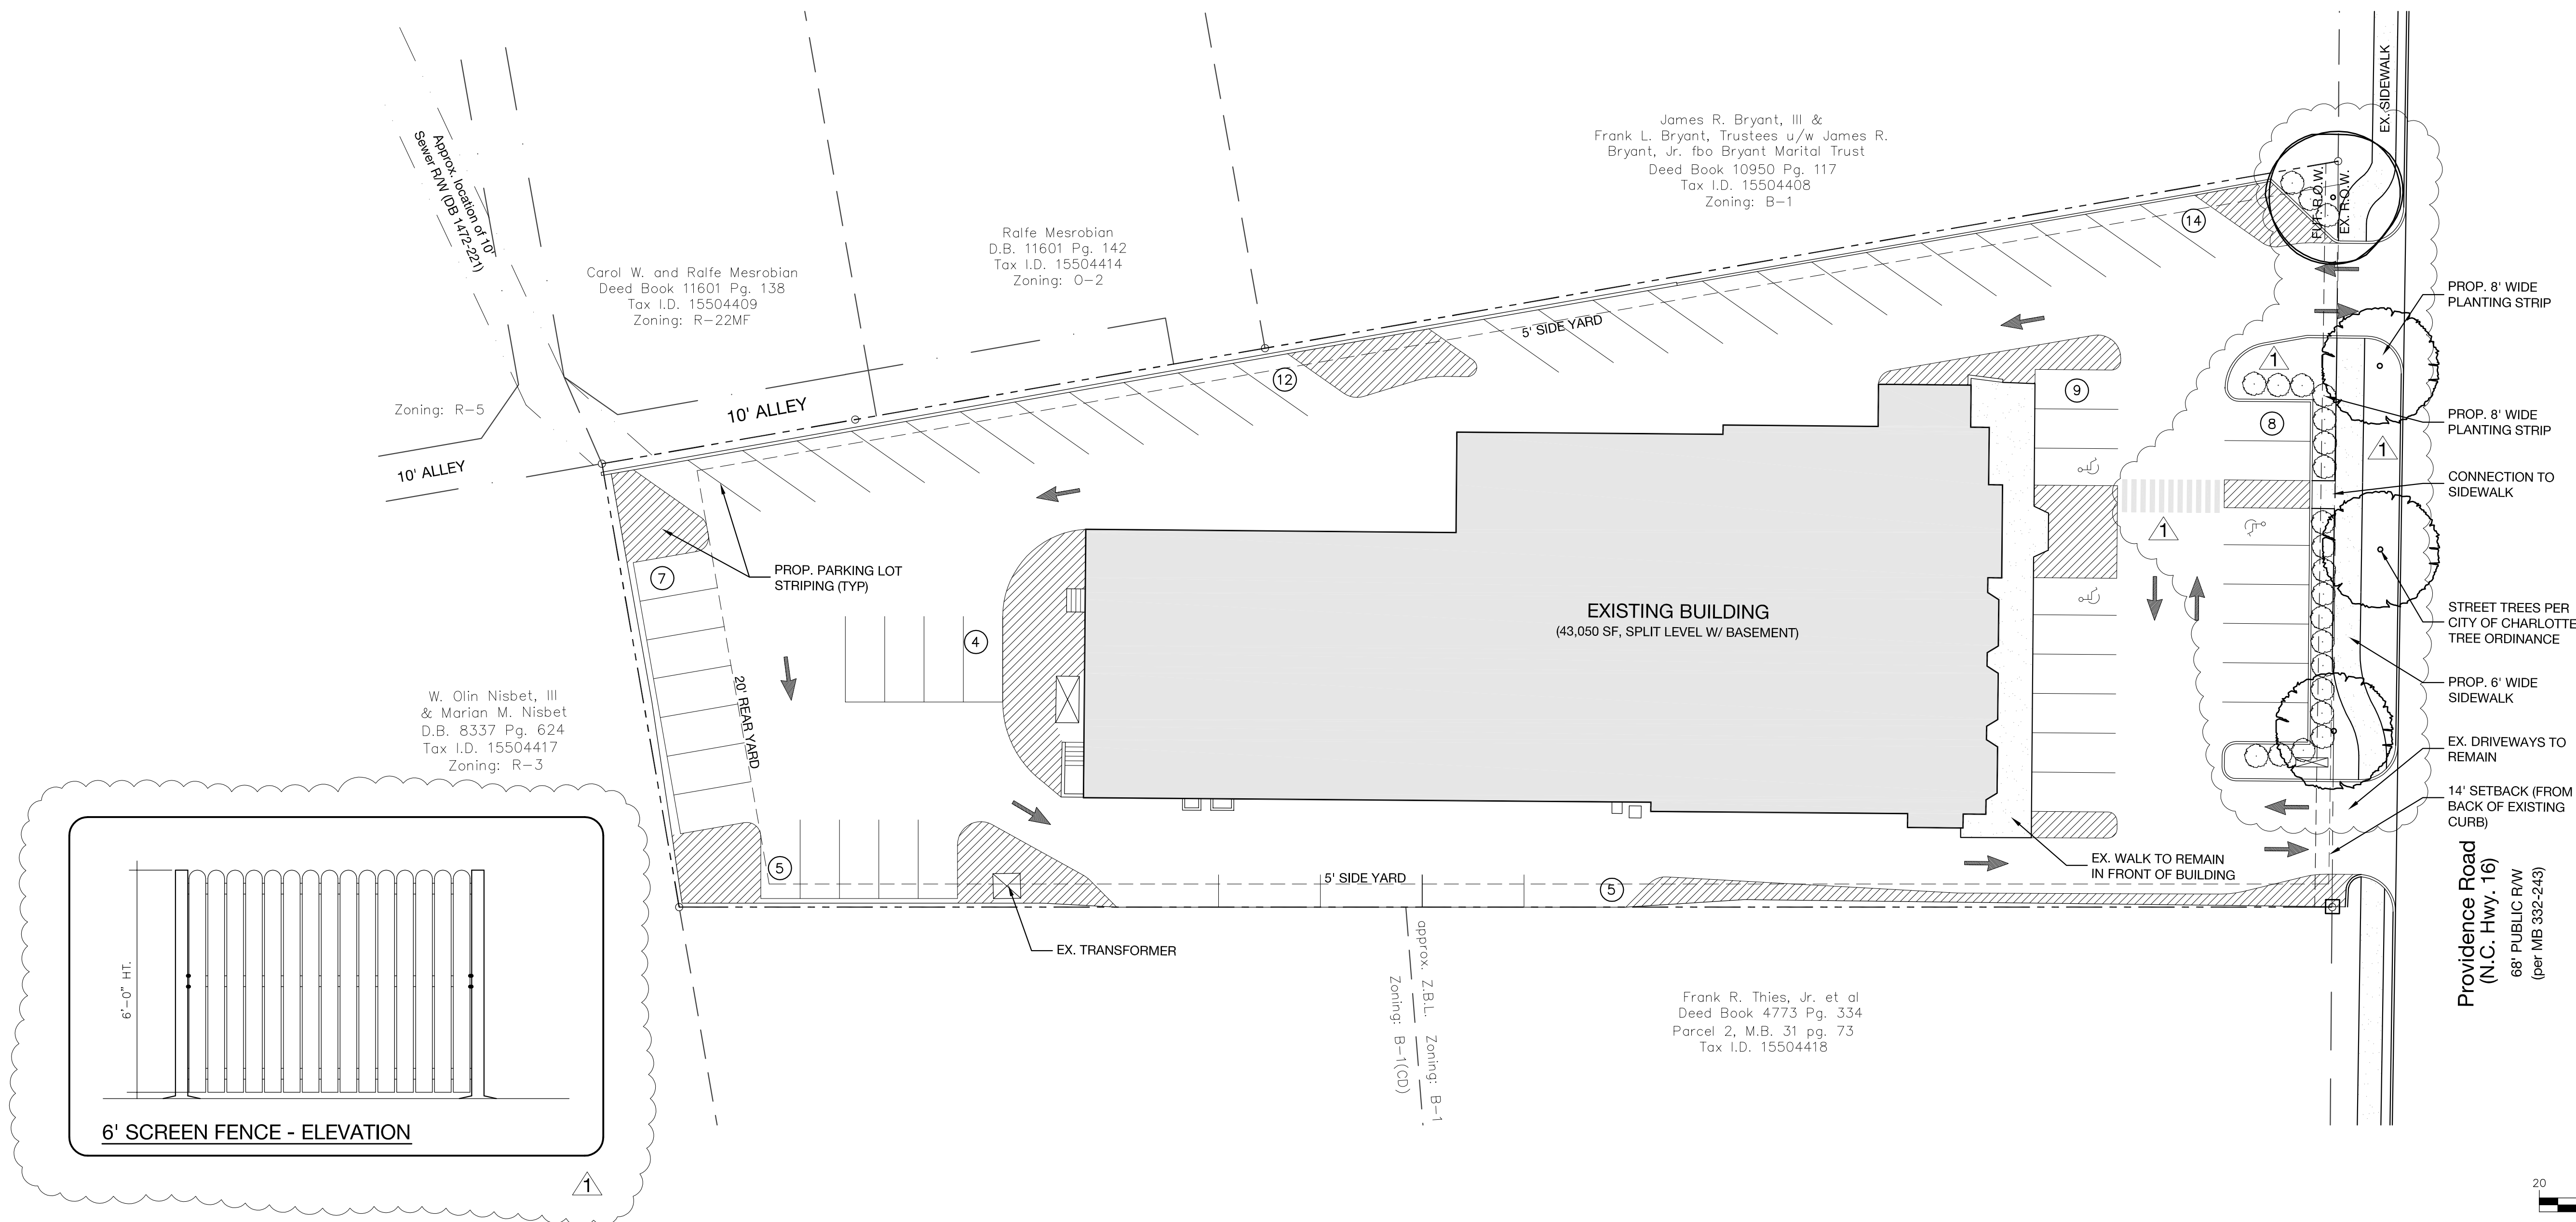 Approx. location of 10'
Sewer R/W (DB 1472-221)
Carol W. and Ralfe Mesrobian
Deed Book 11601 Pg. 138
Tax I.D. 15504409
Zoning: R-22MF
Ralfe Mesrobian
D.B. 11601 Pg. 142
Tax I.D. 15504414
Zoning: O-2
James R. Bryant, III &
Frank L. Bryant, Trustees u/w James R.
Bryant, Jr. fbo Bryant Marital Trust
Deed Book 10950 Pg. 117
Tax I.D. 15504408
Zoning: B-1
EX. SIDEWALK
FUT. R.O.W.
EX. R.O.W.
14
5' SIDE YARD
12
10' ALLEY
Zoning: R-5
10' ALLEY
9
1
8
1
1
PROP. 8' WIDE
PLANTING STRIP
PROP. 8' WIDE
PLANTING STRIP
CONNECTION TO
SIDEWALK
STREET TREES PER
CITY OF CHARLOTTE
TREE ORDINANCE
PROP. 6' WIDE
SIDEWALK
EX. DRIVEWAYS TO
REMAIN
14' SETBACK (FROM
BACK OF EXISTING
CURB)
7
PROP. PARKING LOT
STRIPING (TYP)
4
EXISTING BUILDING
(43,050 SF, SPLIT LEVEL W/ BASEMENT)
20' REAR YARD
W. Olin Nisbet, III
& Marian M. Nisbet
D.B. 8337 Pg. 624
Tax I.D. 15504417
Zoning: R-3
5
5' SIDE YARD
5
EX. WALK TO REMAIN
IN FRONT OF BUILDING
EX. TRANSFORMER
approx. Z.B.L. Zoning: B-1
Zoning: B-1(CD)
Frank R. Thies, Jr. et al
Deed Book 4773 Pg. 334
Parcel 2, M.B. 31 pg. 73
Tax I.D. 15504418
Providence Road
(N.C. Hwy. 16)
68' PUBLIC R/W
(per MB 332-243)
6'-0" HT.
6' SCREEN FENCE - ELEVATION
1
20